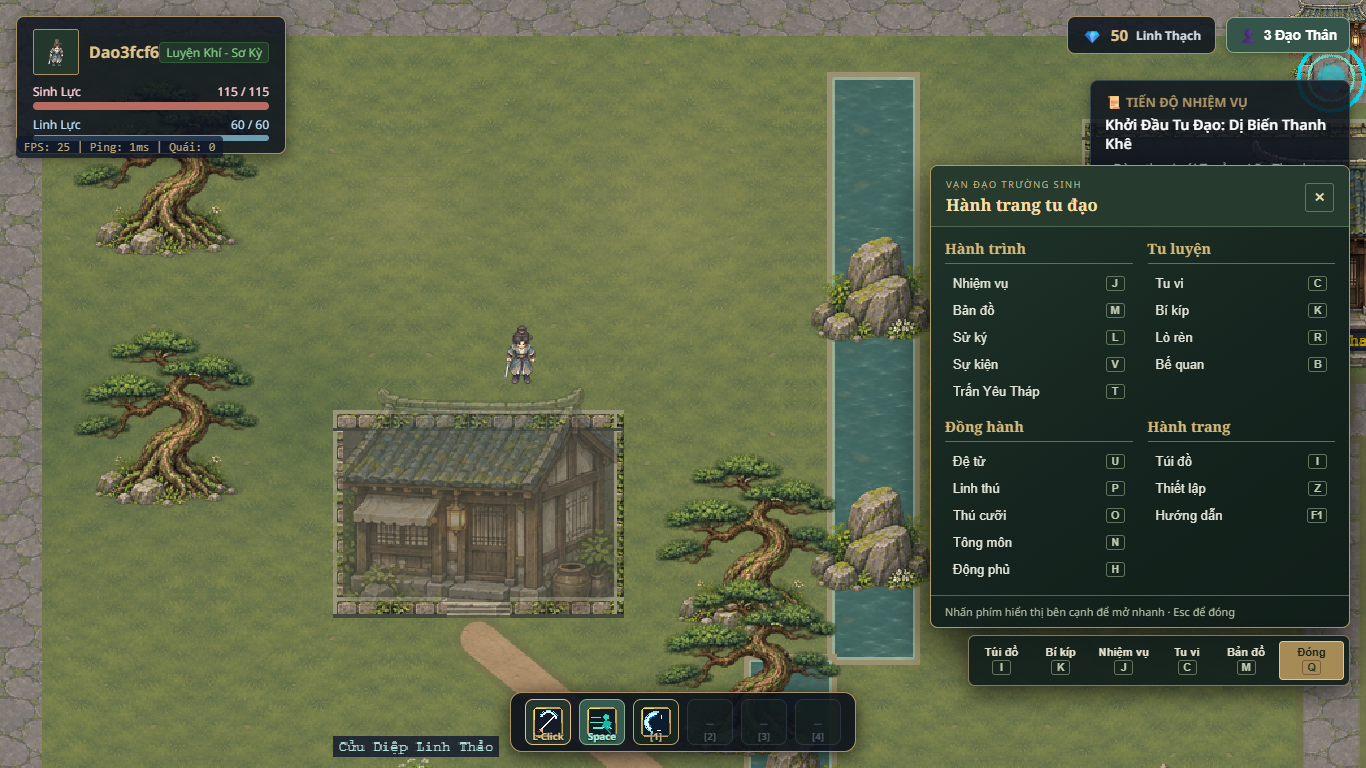 Dao3fcf6 Luyện Khí - Sơ Kỳ
Sinh Lực 115 / 115
Linh Lực 60 / 60
FPS: 25 | Ping: 1ms | Quái: 0
50 Linh Thạch
3 Đạo Thân
TIẾN ĐỘ NHIỆM VỤ
Khởi Đầu Tu Đạo: Dị Biến Thanh
Khê
VẠN ĐẠO TRƯỜNG SINH
Hành trang tu đạo
×
Hành trình
Nhiệm vụ J
Bản đồ M
Sử ký L
Sự kiện V
Trấn Yêu Tháp T
Tu luyện
Tu vi C
Bí kíp K
Lò rèn R
Bế quan B
Đồng hành
Đệ tử U
Linh thú P
Thú cưỡi O
Tông môn N
Động phủ H
Hành trang
Túi đồ I
Thiết lập Z
Hướng dẫn F1
Nhấn phím hiển thị bên cạnh để mở nhanh · Esc để đóng
Túi đồ Bí kíp Nhiệm vụ Tu vi Bản đồ Đóng
I K J C M Q
L-Click Space [1] [2] [3] [4]
Cửu Diệp Linh Thảo